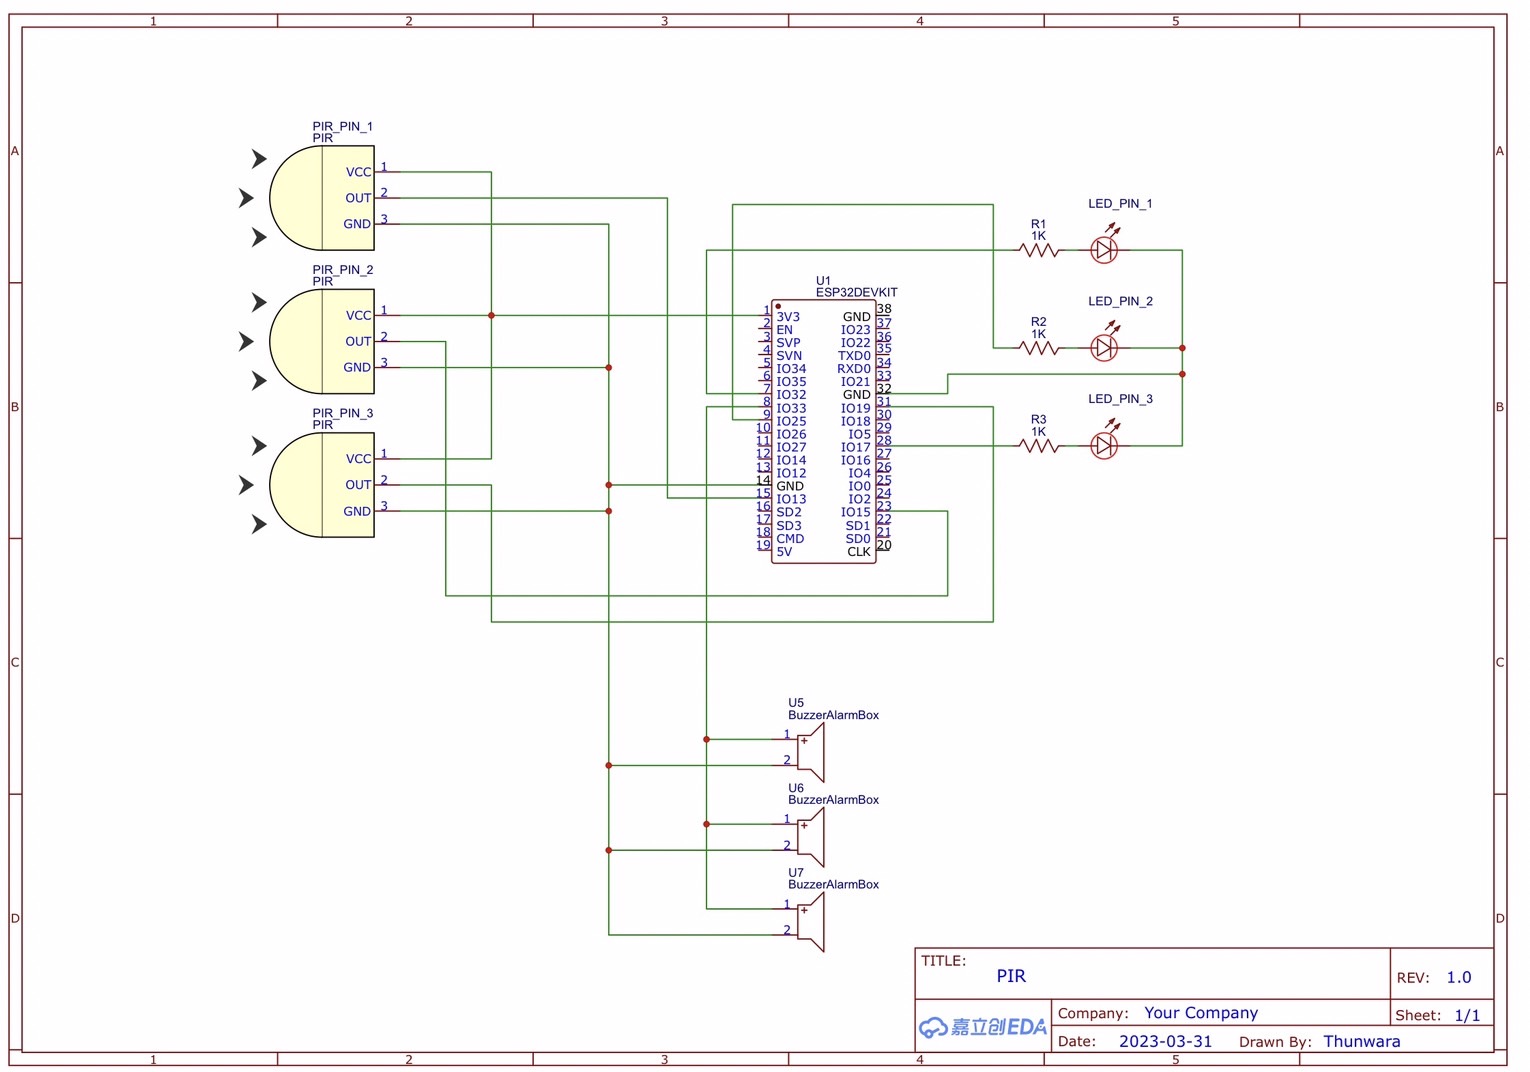 1 2 3 4 5
A A
B B
C C
D D
PIR_PIN_1
PIR
VCC 1
OUT 2
GND 3
PIR_PIN_2
PIR
VCC 1
OUT 2
GND 3
PIR_PIN_3
PIR
VCC 1
OUT 2
GND 3
U1
ESP32DEVKIT
1 3V3 GND 38
2 EN IO23 37
3 SVP IO22 36
4 SVN TXD0 35
5 IO34 RXD0 34
6 IO35 IO21 33
7 IO32 GND 32
8 IO33 IO19 31
9 IO25 IO18 30
10 IO26 IO5 29
11 IO27 IO17 28
12 IO14 IO16 27
13 IO12 IO4 26
14 GND IO0 25
15 IO13 IO2 24
16 SD2 IO15 23
17 SD3 SD1 22
18 CMD SD0 21
19 5V CLK 20
LED_PIN_1
R1
1K
LED_PIN_2
R2
1K
LED_PIN_3
R3
1K
U5
BuzzerAlarmBox
1 +
2
U6
BuzzerAlarmBox
1 +
2
U7
BuzzerAlarmBox
1 +
2
TITLE:
PIR
REV: 1.0
嘉立创EDA
Company: Your Company
Sheet: 1/1
Date: 2023-03-31 Drawn By: Thunwara
1 2 3 4 5